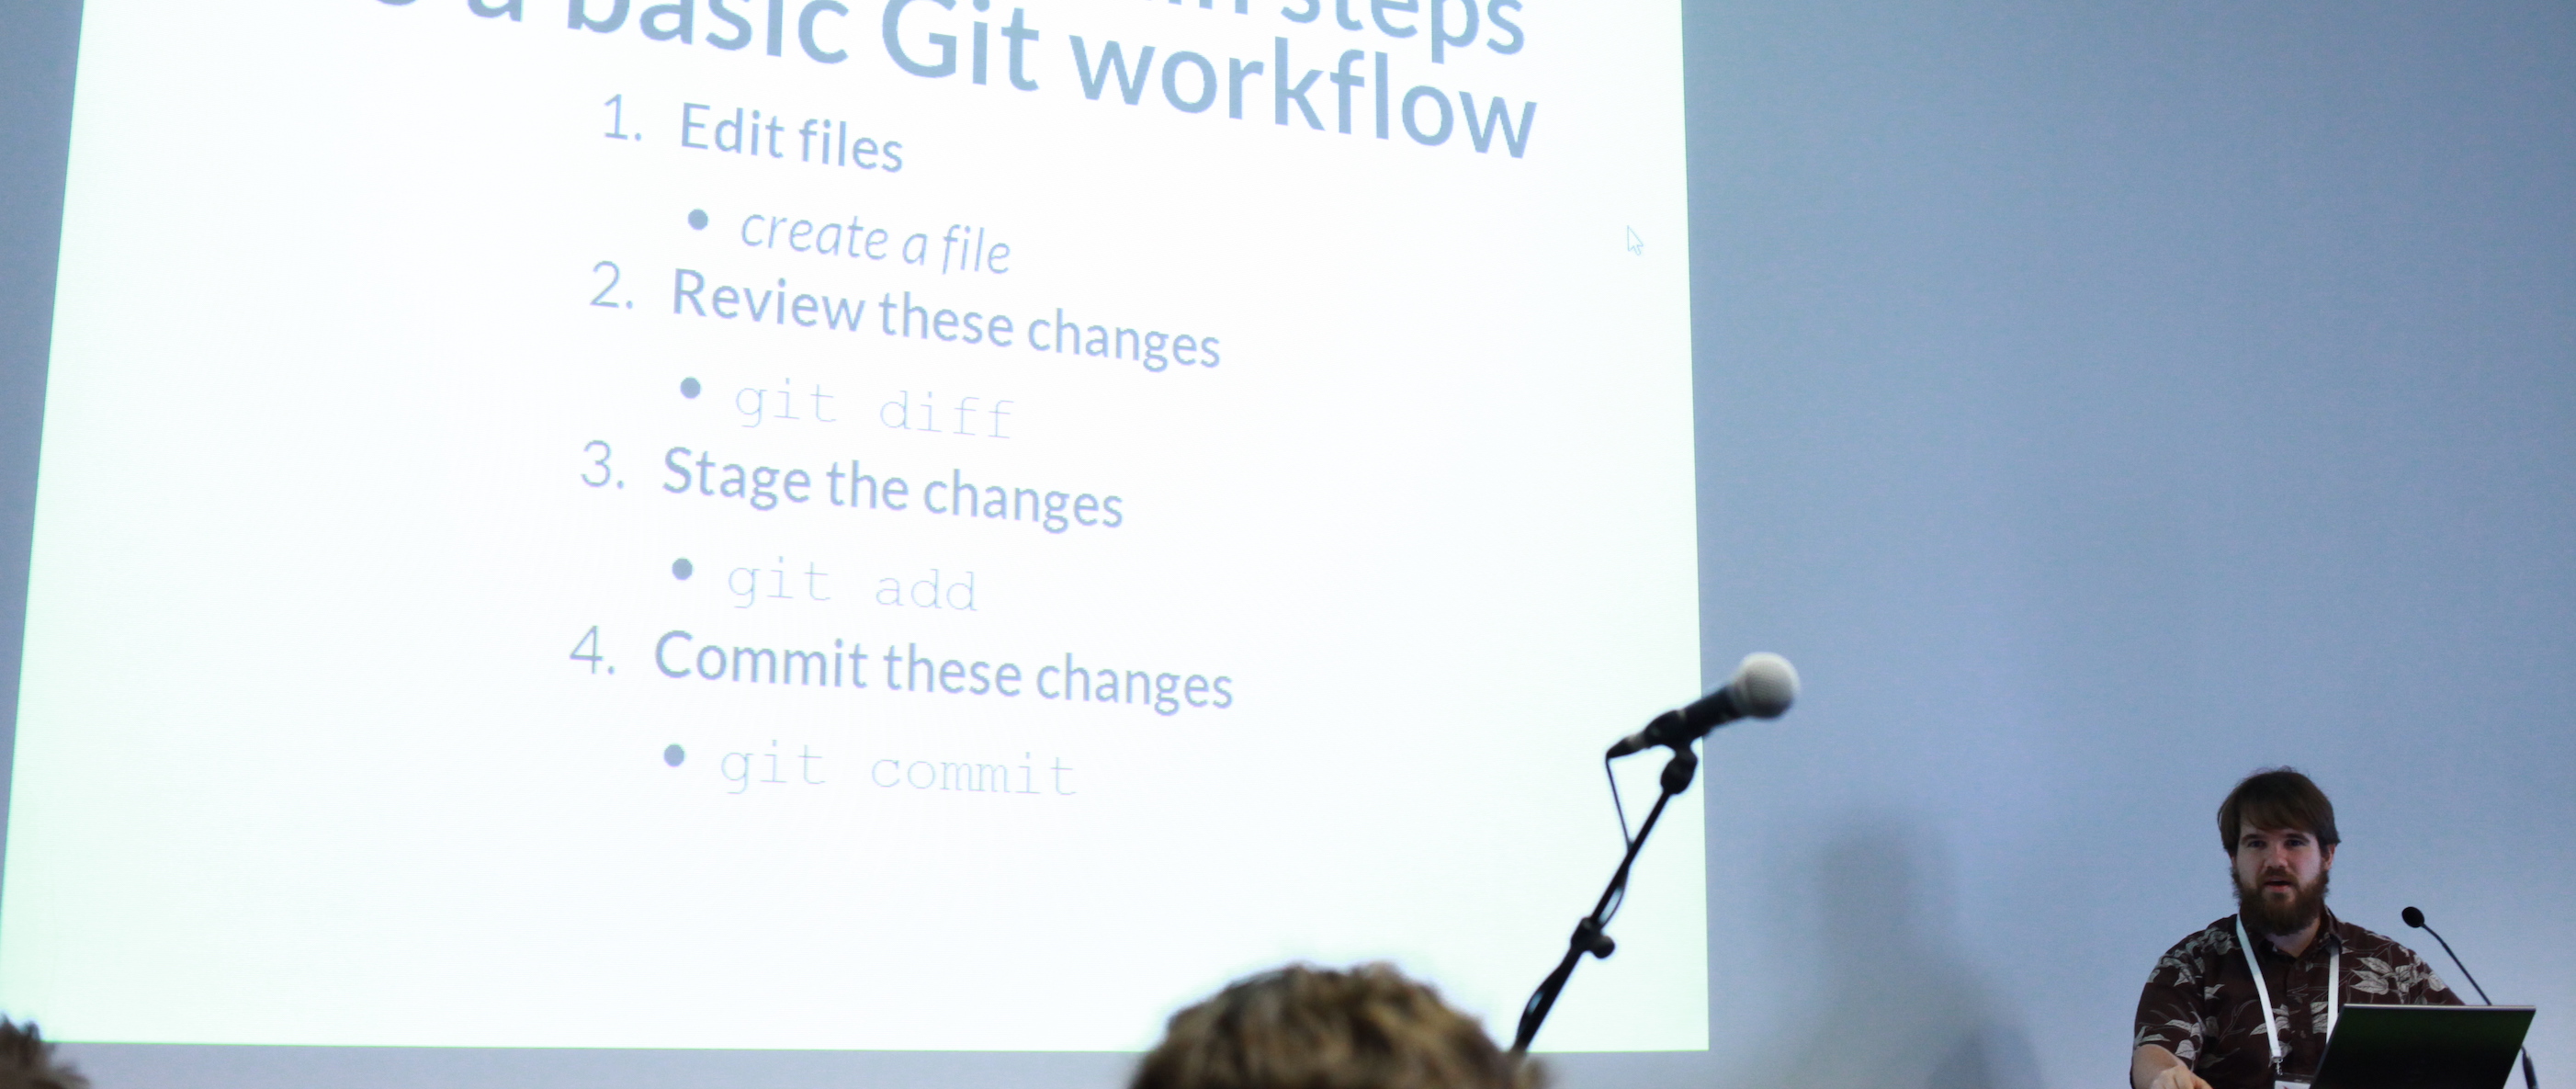 steps
a basic Git workflow
1. Edit files
• create a file
2. Review these changes
• git diff
3. Stage the changes
• git add
4. Commit these changes
• git commit